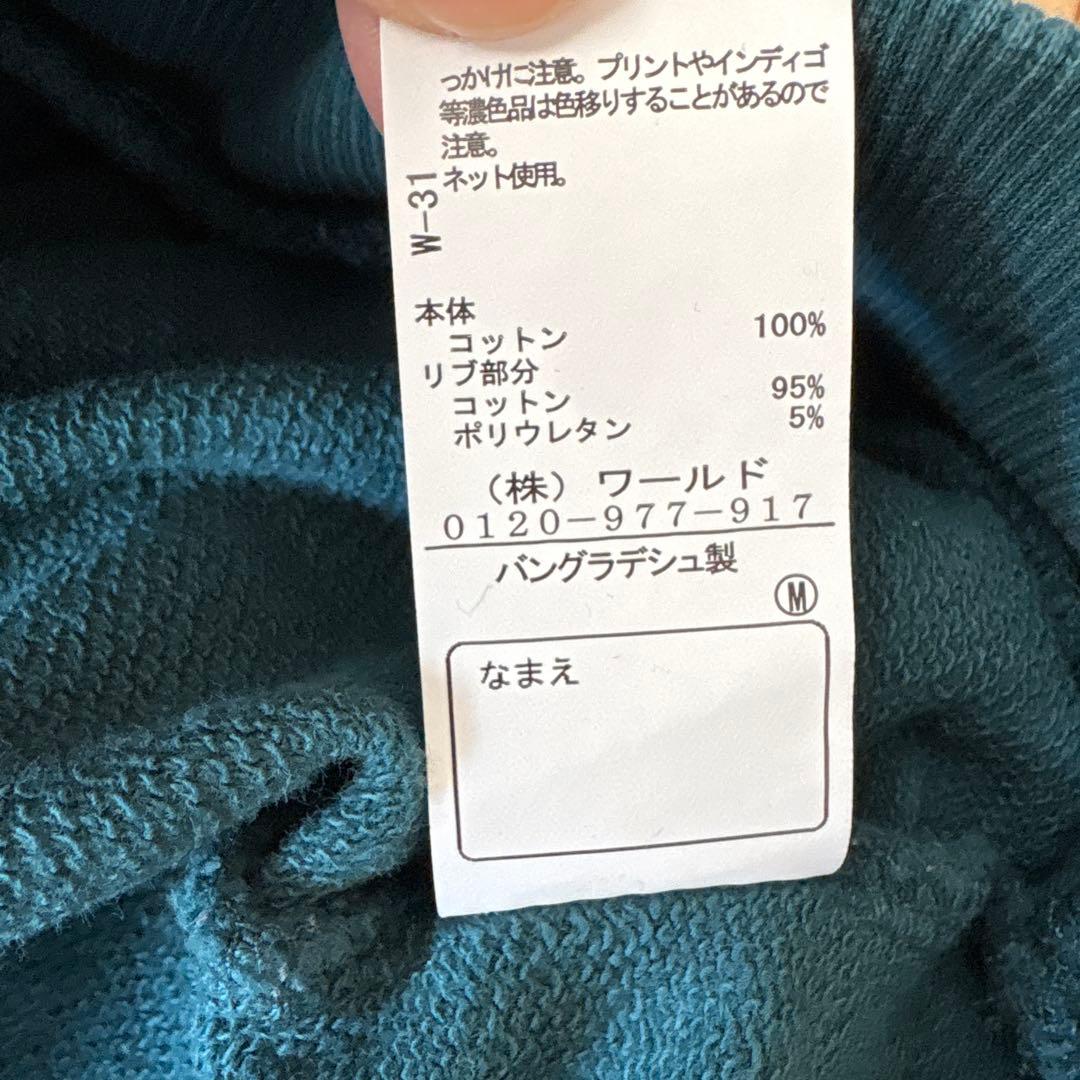 っかけに注意。プリントやインディゴ
等濃色品は色移りすることがあるので
注意。
ネット使用。
W-31
本体
コットン 100%
リブ部分
コットン 95%
ポリウレタン 5%
(株) ワールド
0120-977-917
バングラデシュ製
Ⓜ
なまえ